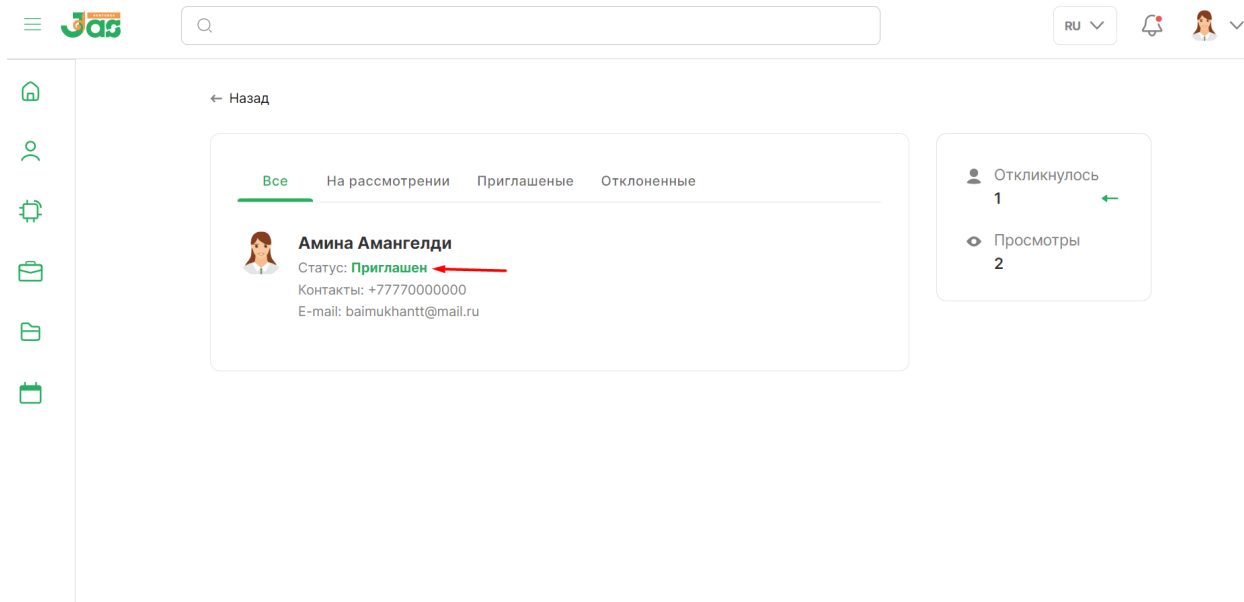 Jas
RU
← Назад
Все На рассмотрении Приглашеные Отклоненные
Амина Амангелди
Статус: Приглашен
Контакты: +77770000000
E-mail: baimukhantt@mail.ru
Откликнулось
1
Просмотры
2